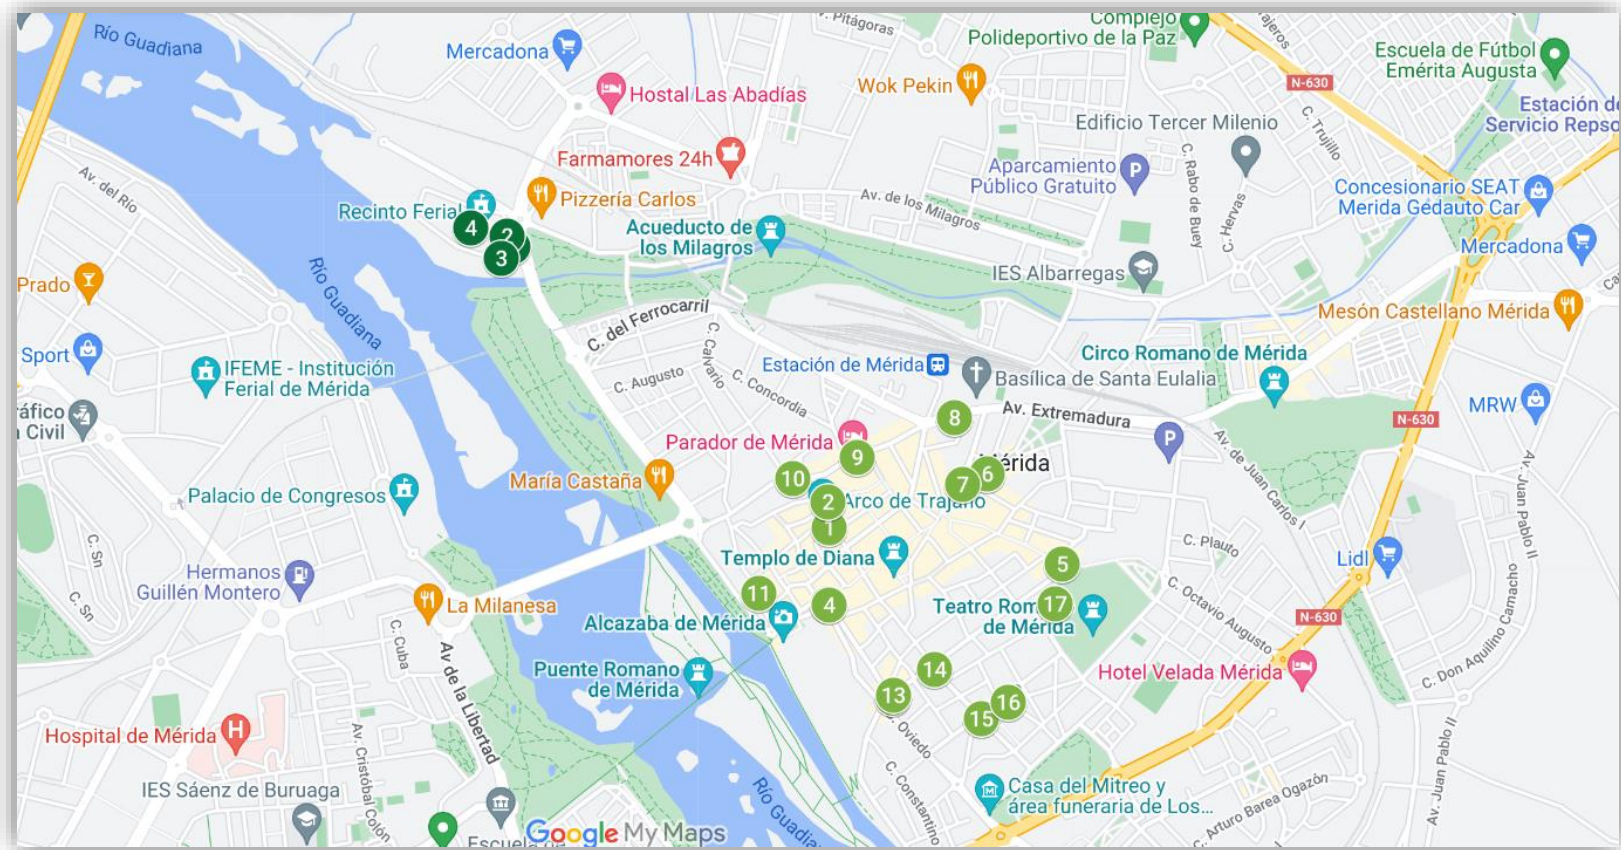 Río Guadiana
Mercadona
Hostal Las Abadías
Farmamores 24h
Pizzería Carlos
Recinto Ferial
4
2
3
Av. del Río
Pitágoras
Complejo
Polideportivo de la Paz
Wok Pekin
N-630
Escuela de Fútbol
Emérita Augusta
Estación
Servicio
C. Trujillo
Edificio Tercer Milenio
Aparcamiento
Público Gratuito
P
C. Rabo de Buey
C. Hervas
Concesionario SEAT
Merida Gedauto Car
Mercadona
Av. de los Milagros
Acueducto de
los Milagros
IES Albarregas
Mesón Castellano Mérida
Prado
Río Guadiana
Sport
IFEME - Institución
Ferial de Mérida
áfico
Civil
C. del Ferrocarril
C. Calvario
C. Augusto
C. Concordia
Estación de Mérida
Basílica de Santa Eulalia
Circo Romano de Mérida
MRW
N-630
Av. Extremadura
P
8
Parador de Mérida
9
10
Mérida
6
7
2
Arco de Trajano
1
María Castaña
Palacio de Congresos
Av. de Juan Carlos I
Av. Juan Pablo II
C. Plauto
Lidl
Templo de Diana
5
C. Sn
C. Sn
Hermanos
Guillén Montero
La Milanesa
11
4
Alcazaba de Mérida
17
Teatro Rom
de Mérida
C. Octavio Augusto
N-630
C. Don Aquilino Camacho
C. Cuba
Av de la Libertad
Puente Romano
de Mérida
14
13
16
15
Hotel Velada Mérida
Hospital de Mérida
H
Av. Cristóbal Colón
C. Oviedo
C. Constantino
IES Sáenz de Buruaga
Río Guadi
Casa del Mitreo y
área funeraria de Los...
Arturo Barea Ogazón
Av. Juan Pablo II
Google My Maps